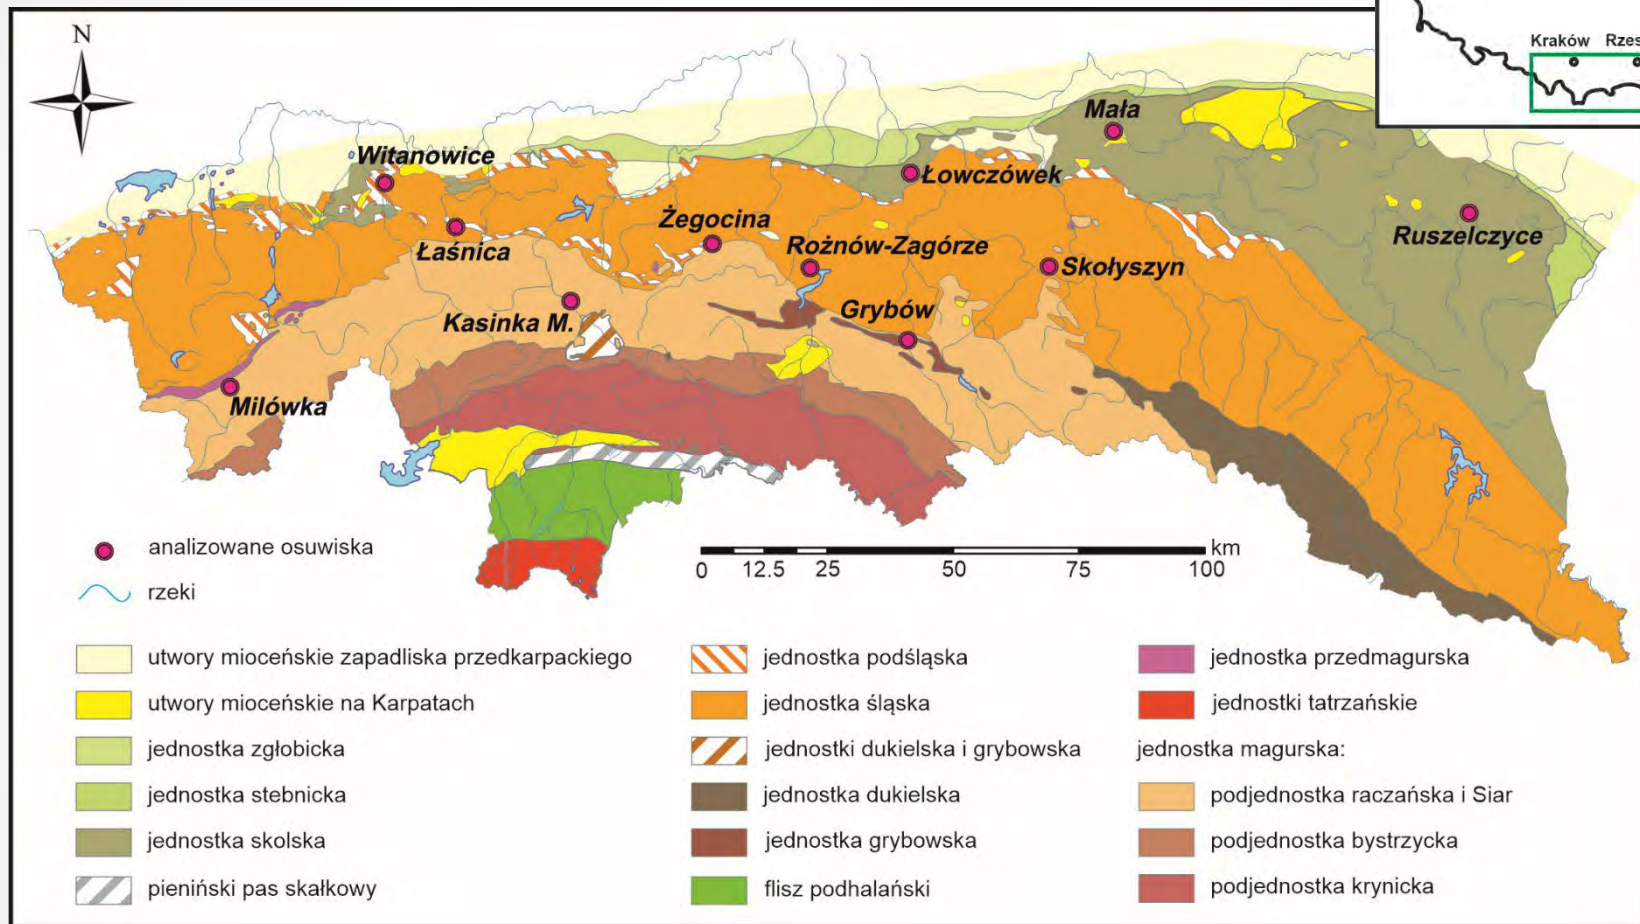 N
Kraków Rzes
Mała
Witanowice
Łowczówek
Żegocina
Ruszelczyce
Łaśnica
Rożnów-Zagórze
Skołyszyn
Kasinka M.
Grybów
Milówka
analizowane osuwiska
rzeki
km
0 12.5 25 50 75 100
utwory mioceńskie zapadliska przedkarpackiego
utwory mioceńskie na Karpatach
jednostka zgłobicka
jednostka stebnicka
jednostka skolska
pieniński pas skałkowy
jednostka podśląska
jednostka śląska
jednostki dukielska i grybowska
jednostka dukielska
jednostka grybowska
flisz podhalański
jednostka przedmagurska
jednostki tatrzańskie
jednostka magurska:
podjednostka raczańska i Siar
podjednostka bystrzycka
podjednostka krynicka